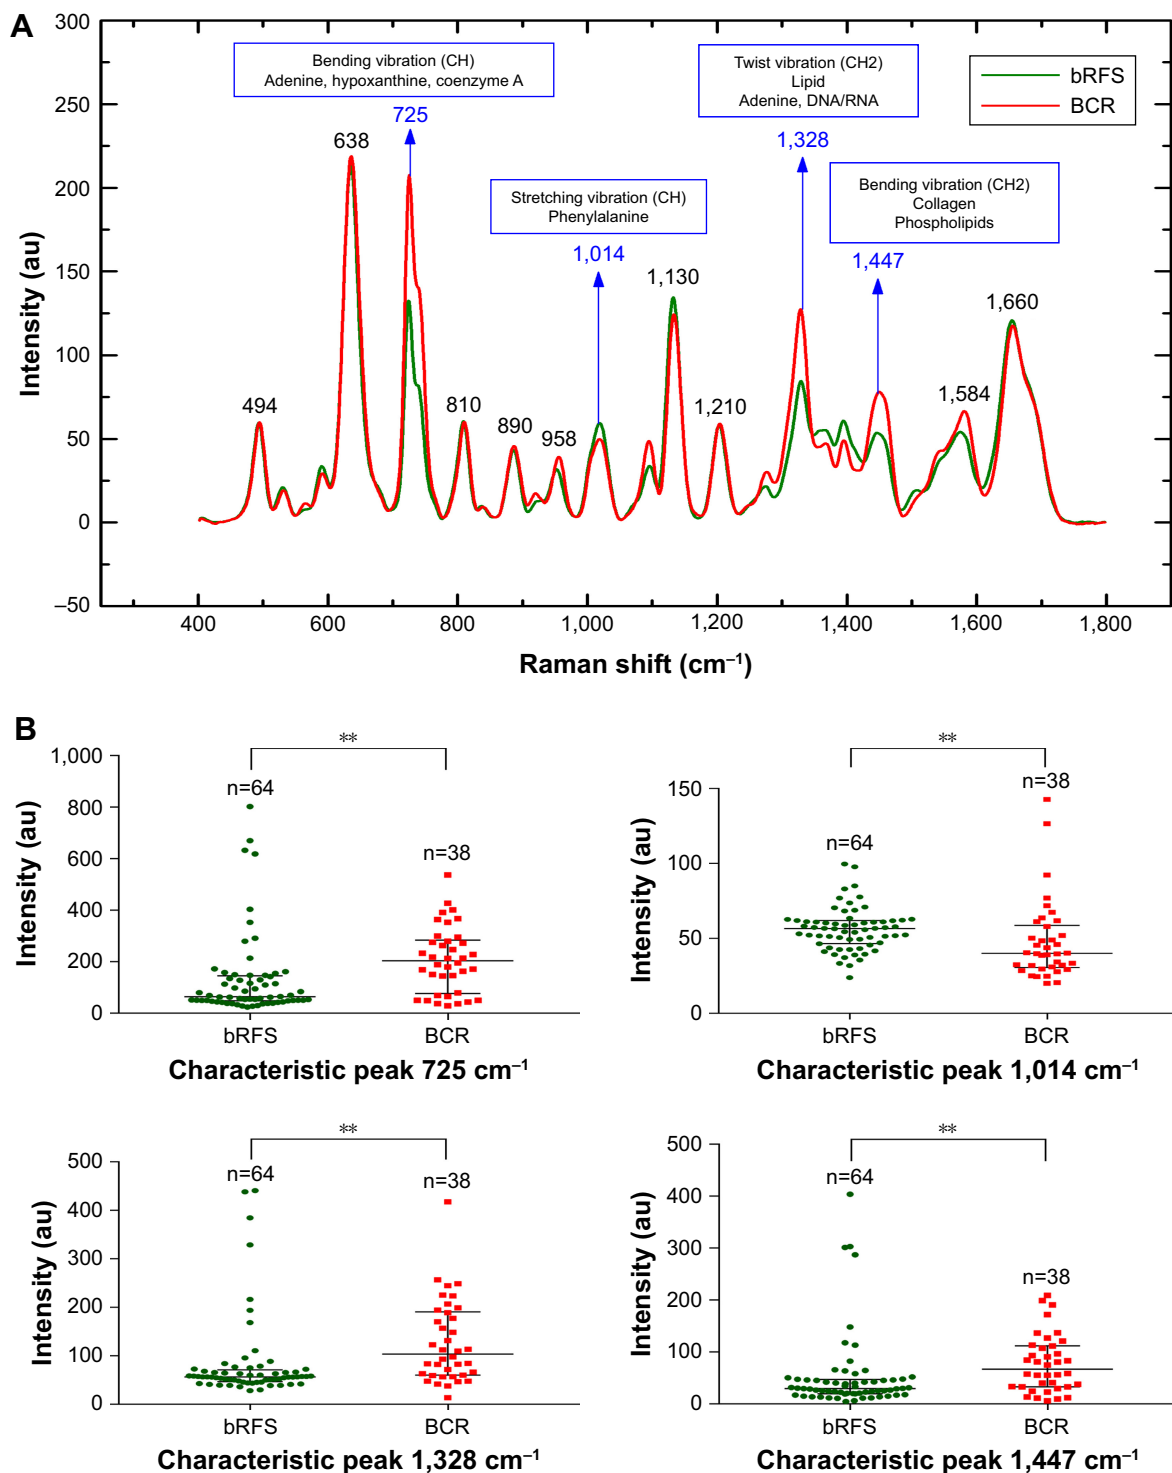 A
300
250
200
150
100
50
0
–50
Intensity (au)
Bending vibration (CH)
Adenine, hypoxanthine, coenzyme A
725
Twist vibration (CH2)
Lipid
Adenine, DNA/RNA
1,328
bRFS
BCR
Stretching vibration (CH)
Phenylalanine
1,014
Bending vibration (CH2)
Collagen
Phospholipids
1,447
494
638
810
890
958
1,130
1,210
1,584
1,660
400
600
800
1,000
1,200
1,400
1,600
1,800
Raman shift (cm–1)
B
**
1,000
800
600
400
200
0
Intensity (au)
n=64
n=38
bRFS
BCR
Characteristic peak 725 cm–1
**
150
100
50
0
Intensity (au)
n=64
n=38
bRFS
BCR
Characteristic peak 1,014 cm–1
**
500
400
300
200
100
0
Intensity (au)
n=64
n=38
bRFS
BCR
Characteristic peak 1,328 cm–1
**
500
400
300
200
100
0
Intensity (au)
n=64
n=38
bRFS
BCR
Characteristic peak 1,447 cm–1